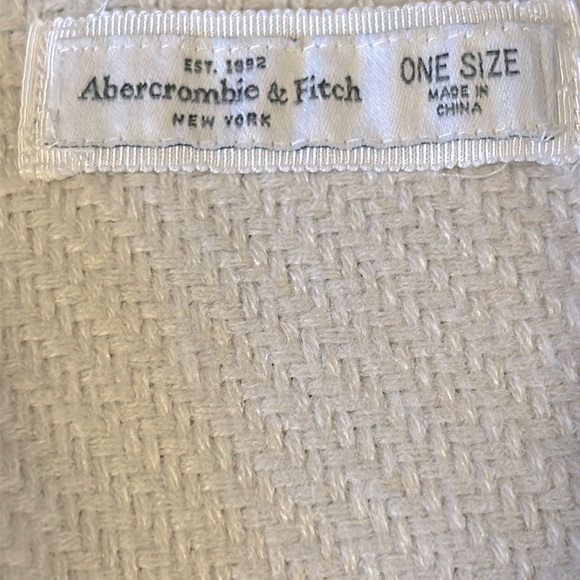 EST. 1892
Abercrombie & Fitch
NEW YORK
ONE SIZE
MADE IN
CHINA